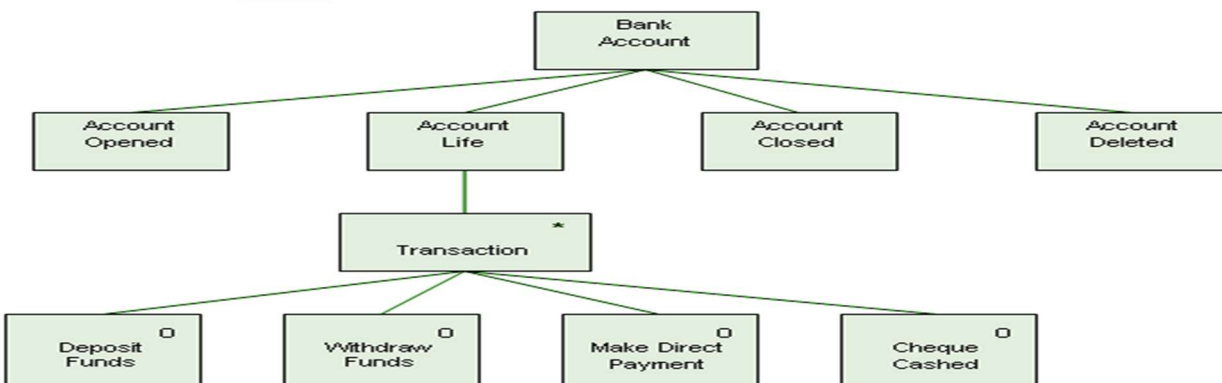 Bank
Account
Account
Opened
Account
Life
Account
Closed
Account
Deleted
*
Transaction
O
Deposit
Funds
O
Withdraw
Funds
O
Make Direct
Payment
O
Cheque
Cashed